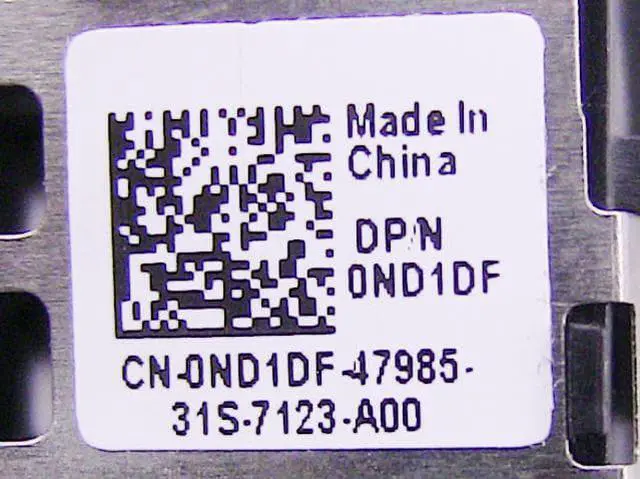 Made In
China
DP/N
0ND1DF
CN-0ND1DF-47985-
31S-7123-A00